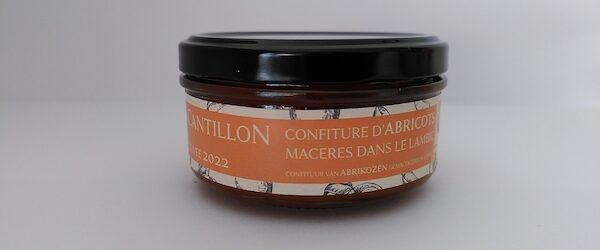 CANTILLON
2022
CONFITURE D'ABRICOTS
MACERES DANS LE LAMBIC
CONFITUUR VAN ABRIKOZEN